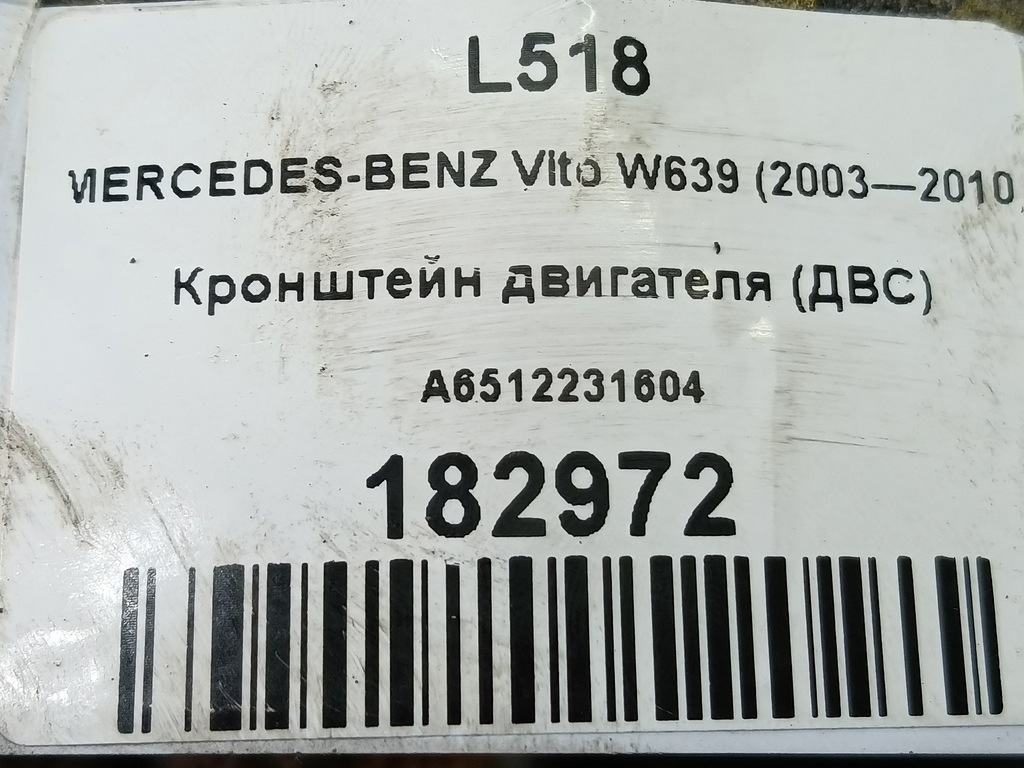 L518
MERCEDES-BENZ Vito W639 (2003—2010)
Кронштейн двигателя (ДВС)
A6512231604
182972